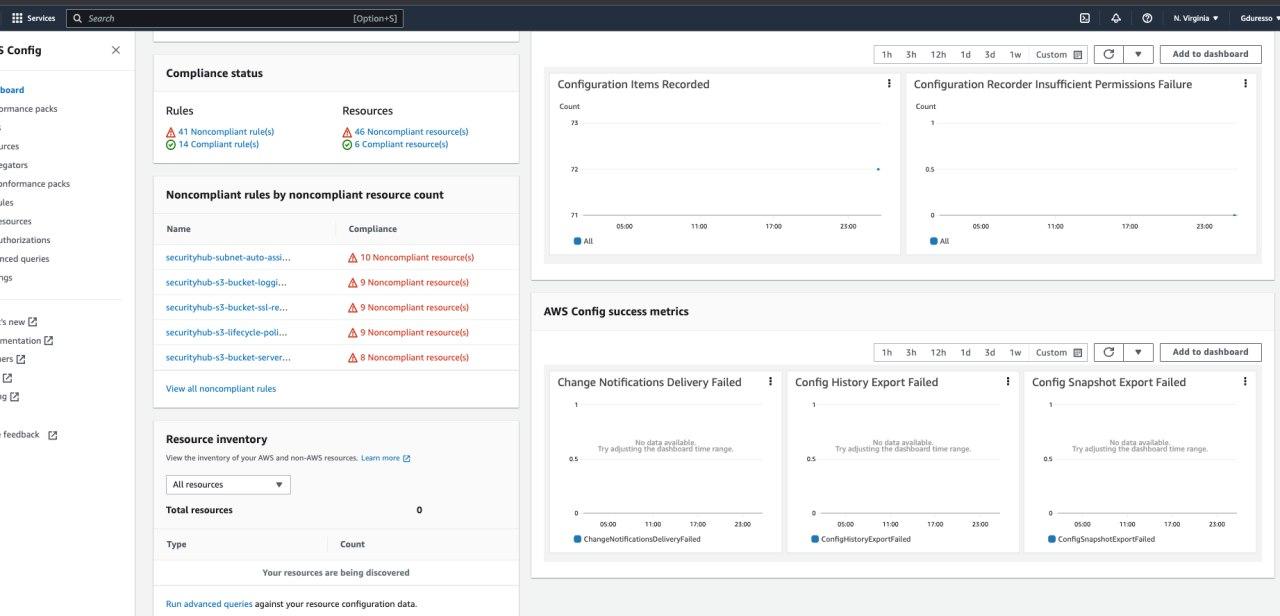 Services
Search
[Option+S]
N. Virginia
Gduresso
S Config
board
ormance packs
s
urces
egators
onformance packs
ules
esources
uthorizations
nced queries
ngs
t's new
mentation
ers
g
e feedback
Compliance status
Rules
Resources
41 Noncompliant rule(s)
46 Noncompliant resource(s)
14 Compliant rule(s)
6 Compliant resource(s)
Noncompliant rules by noncompliant resource count
Name
Compliance
securityhub-subnet-auto-assi...
10 Noncompliant resource(s)
securityhub-s3-bucket-loggi...
9 Noncompliant resource(s)
securityhub-s3-bucket-ssl-re...
9 Noncompliant resource(s)
securityhub-s3-lifecycle-poli...
9 Noncompliant resource(s)
securityhub-s3-bucket-server...
8 Noncompliant resource(s)
View all noncompliant rules
Resource inventory
View the inventory of your AWS and non-AWS resources. Learn more
All resources
Total resources
0
Type
Count
Your resources are being discovered
Run advanced queries against your resource configuration data.
1h 3h 12h 1d 3d 1w Custom
Add to dashboard
Configuration Items Recorded
Count
73
72
71
05:00 11:00 17:00 23:00
All
Configuration Recorder Insufficient Permissions Failure
Count
1
0.5
0
05:00 11:00 17:00 23:00
All
AWS Config success metrics
1h 3h 12h 1d 3d 1w Custom
Add to dashboard
Change Notifications Delivery Failed
1
No data available.
Try adjusting the dashboard time range.
0.5
0
05:00 11:00 17:00 23:00
ChangeNotificationsDeliveryFailed
Config History Export Failed
1
No data available.
Try adjusting the dashboard time range.
0.5
0
05:00 11:00 17:00 23:00
ConfigHistoryExportFailed
Config Snapshot Export Failed
1
No data available.
Try adjusting the dashboard time range.
0.5
0
05:00 11:00 17:00 23:00
ConfigSnapshotExportFailed